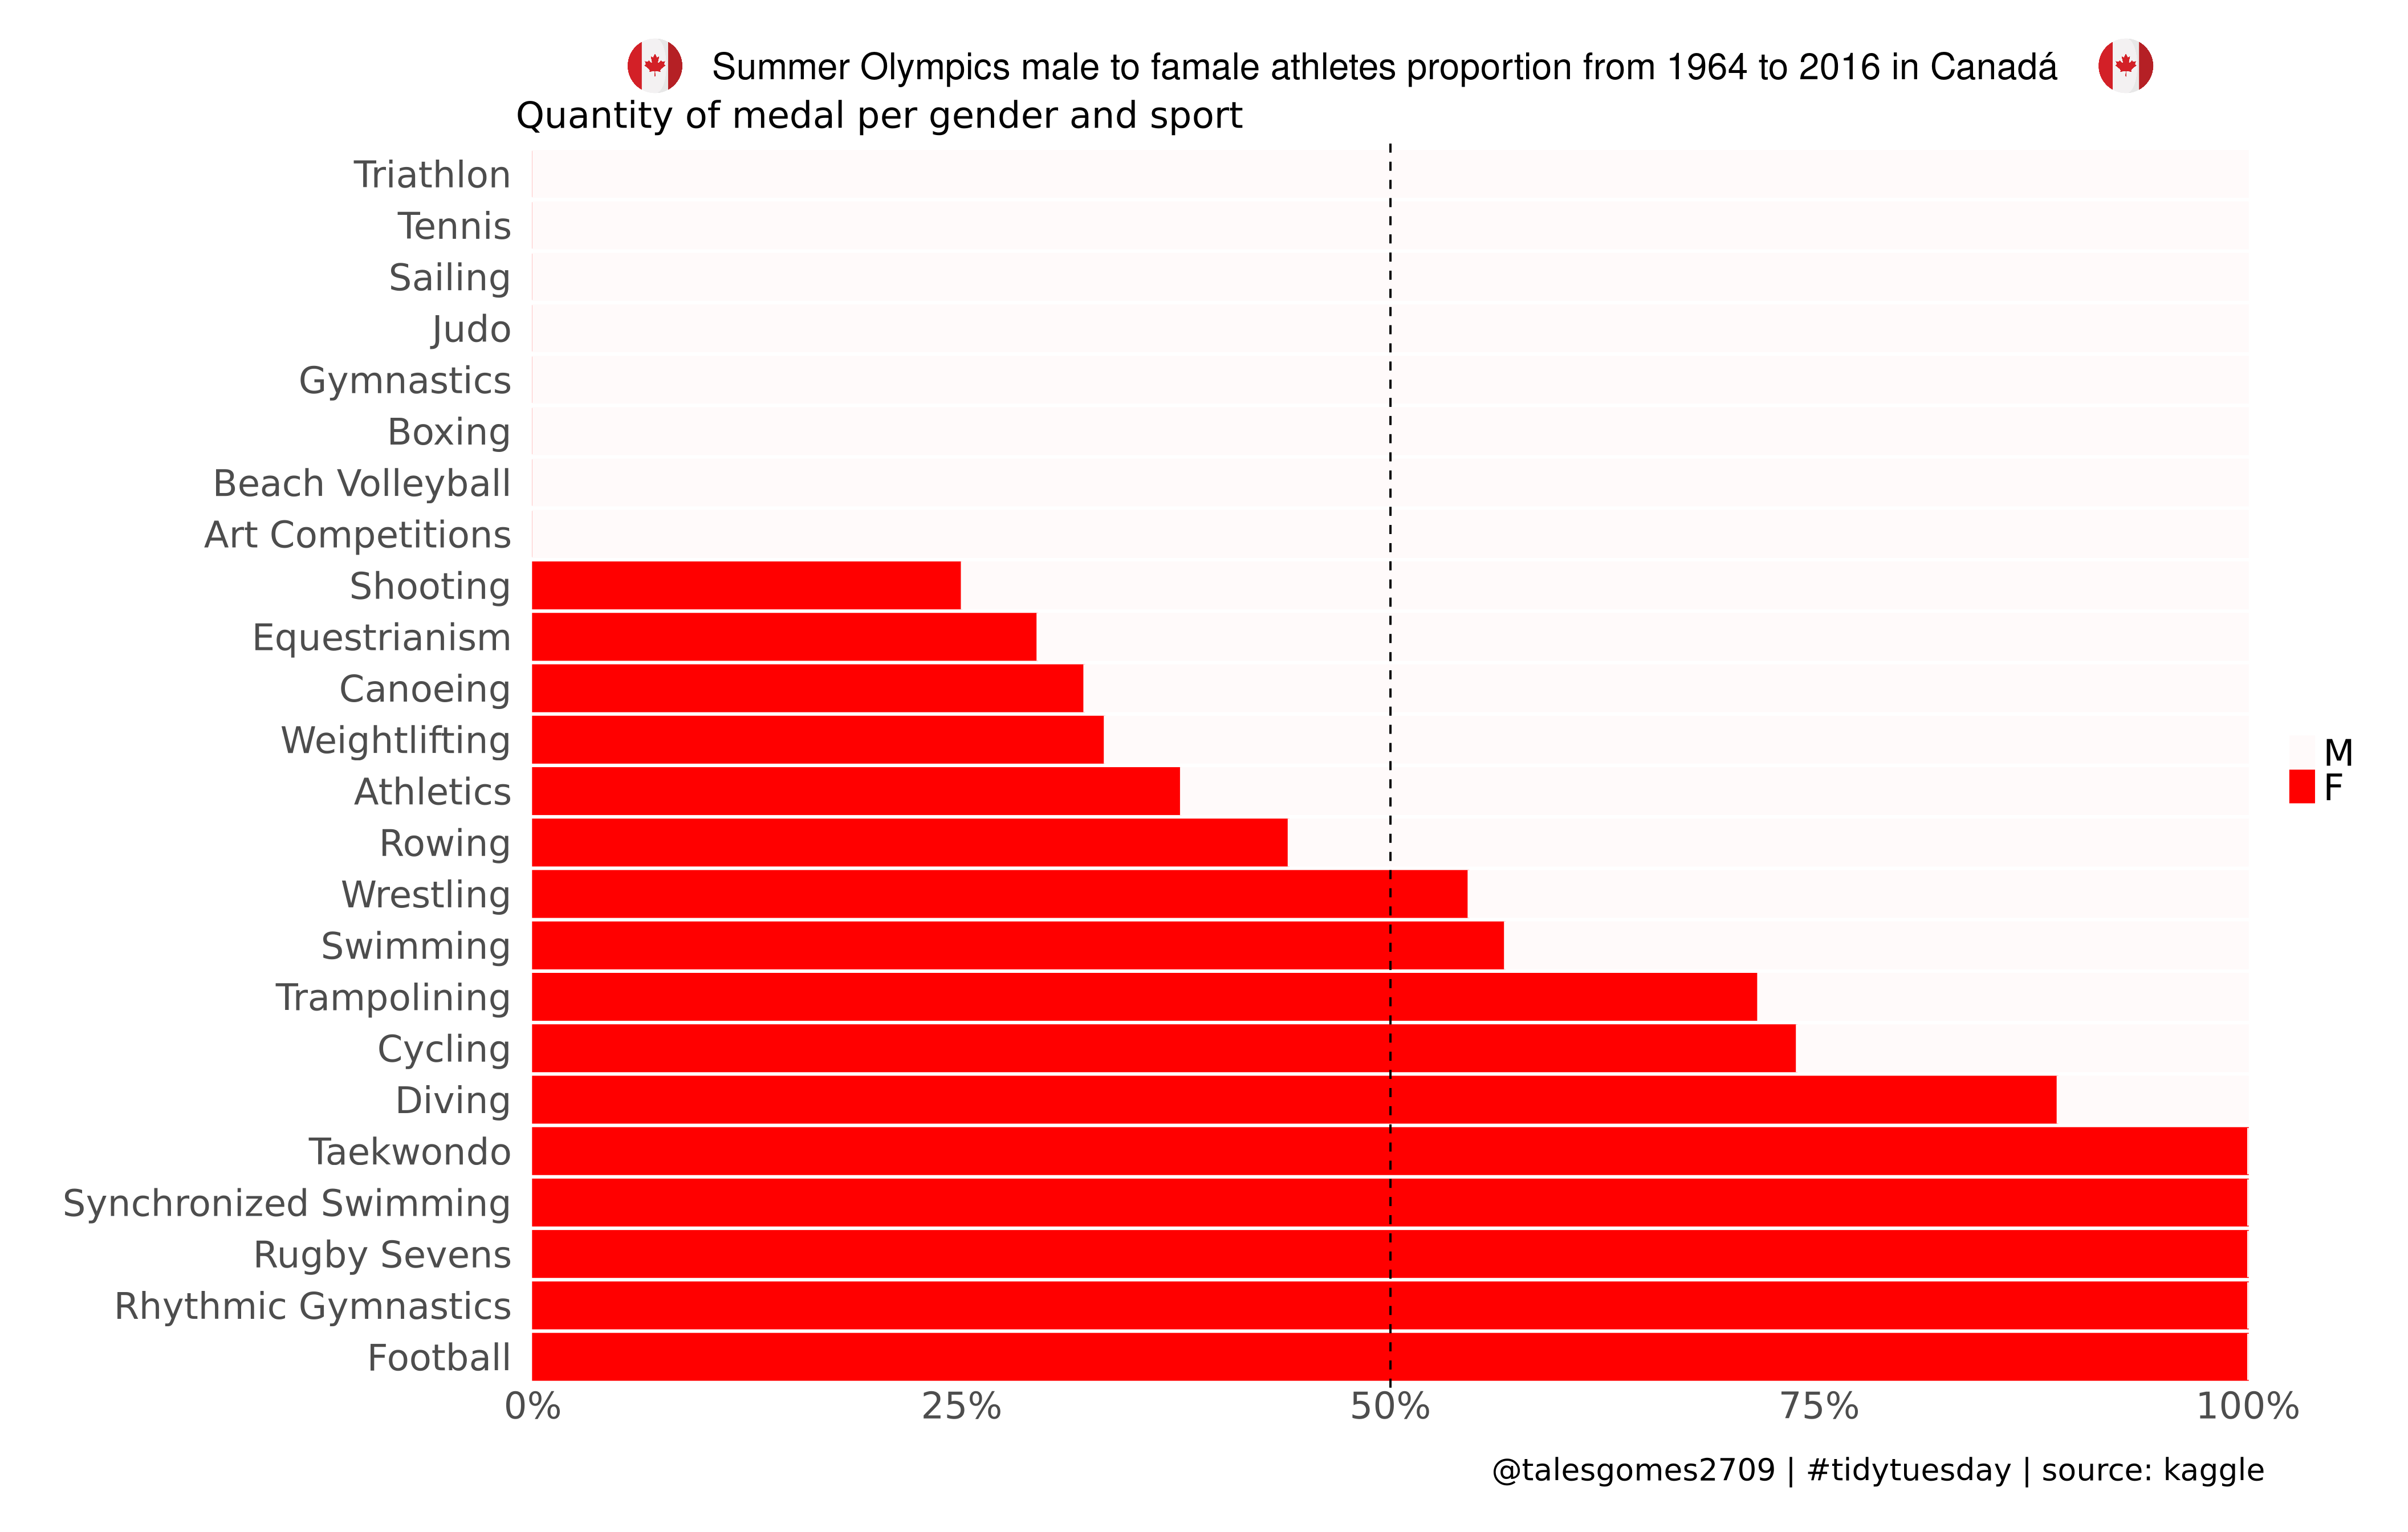 Summer Olympics male to famale athletes proportion from 1964 to 2016 in Canadá
Quantity of medal per gender and sport
Triathlon
Tennis
Sailing
Judo
Gymnastics
Boxing
Beach Volleyball
Art Competitions
Shooting
Equestrianism
Canoeing
Weightlifting
Athletics
Rowing
Wrestling
Swimming
Trampolining
Cycling
Diving
Taekwondo
Synchronized Swimming
Rugby Sevens
Rhythmic Gymnastics
Football
0% 25% 50% 75% 100%
M
F
@talesgomes2709 | #tidytuesday | source: kaggle